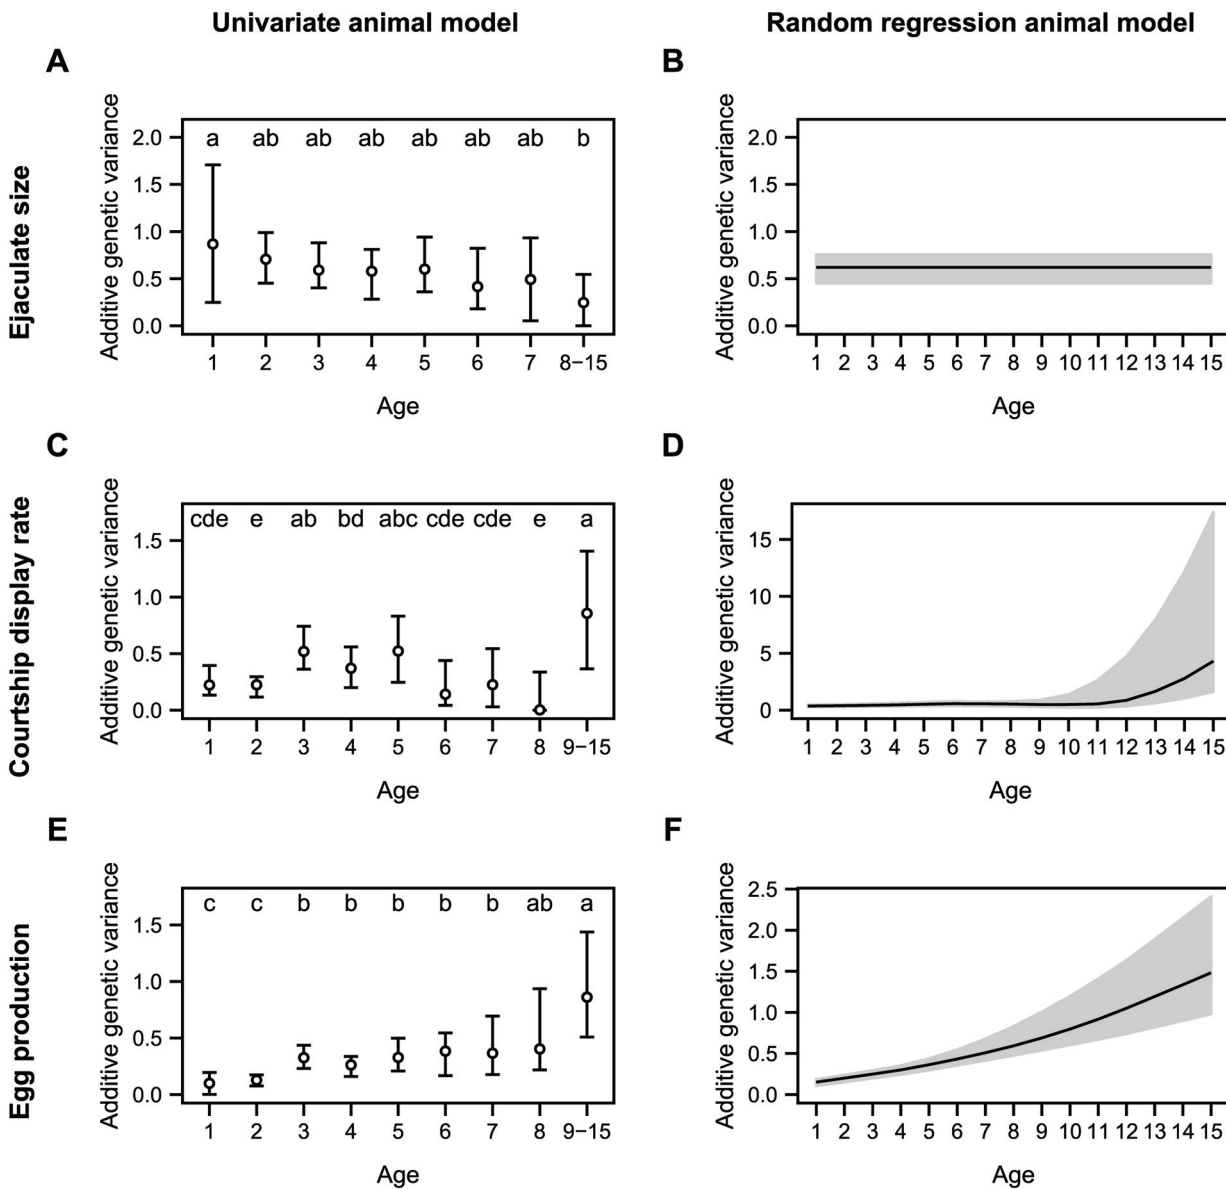 Univariate animal model
Random regression animal model
A
Ejaculate size
Additive genetic variance
2.0
1.5
1.0
0.5
0.0
a ab ab ab ab ab ab b
1 2 3 4 5 6 7 8−15
Age
B
Additive genetic variance
2.0
1.5
1.0
0.5
0.0
1 2 3 4 5 6 7 8 9 10 11 12 13 14 15
Age
C
Courtship display rate
Additive genetic variance
1.5
1.0
0.5
0.0
cde e ab bd abc cde cde e a
1 2 3 4 5 6 7 8 9−15
Age
D
Additive genetic variance
15
10
5
0
1 2 3 4 5 6 7 8 9 10 11 12 13 14 15
Age
E
Egg production
Additive genetic variance
1.5
1.0
0.5
0.0
c c b b b b b ab a
1 2 3 4 5 6 7 8 9−15
Age
F
Additive genetic variance
2.5
2.0
1.5
1.0
0.5
0.0
1 2 3 4 5 6 7 8 9 10 11 12 13 14 15
Age